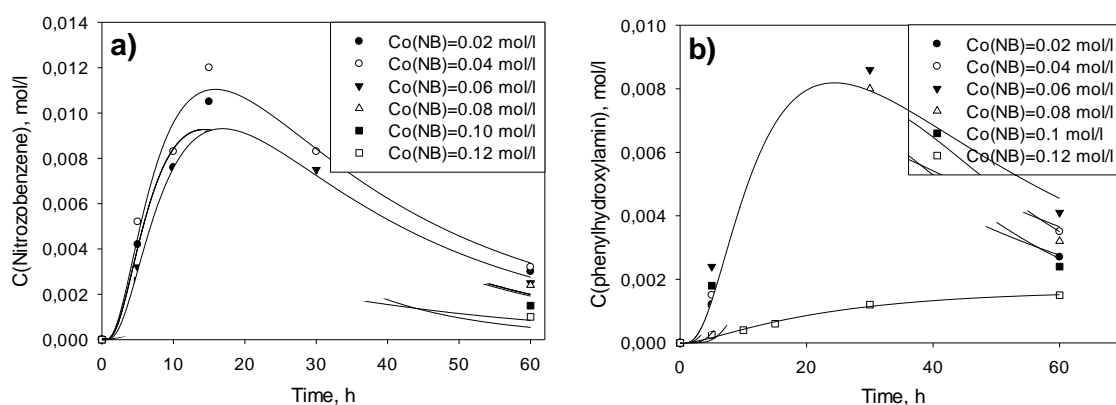 a)
C(Nitrozobenzene), mol/l
0,014
0,012
0,010
0,008
0,006
0,004
0,002
0,000
0
10
20
30
40
50
60
Time, h
Co(NB)=0.02 mol/l
Co(NB)=0.04 mol/l
Co(NB)=0.06 mol/l
Co(NB)=0.08 mol/l
Co(NB)=0.10 mol/l
Co(NB)=0.12 mol/l
b)
C(phenylhydroxylamin), mol/l
0,010
0,008
0,006
0,004
0,002
0,000
0
20
40
60
Time, h
Co(NB)=0.02 mol/l
Co(NB)=0.04 mol/l
Co(NB)=0.06 mol/l
Co(NB)=0.08 mol/l
Co(NB)=0.1 mol/l
Co(NB)=0.12 mol/l